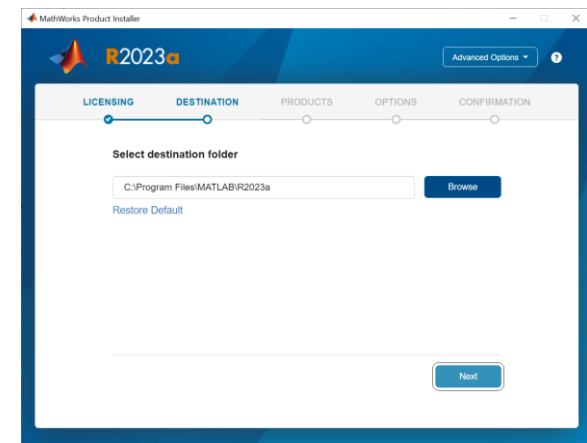 MathWorks Product Installer
R2023a
Advanced Options
?
LICENSING DESTINATION PRODUCTS OPTIONS CONFIRMATION
Select destination folder
C:\Program Files\MATLAB\R2023a
Browse
Restore Default
Next